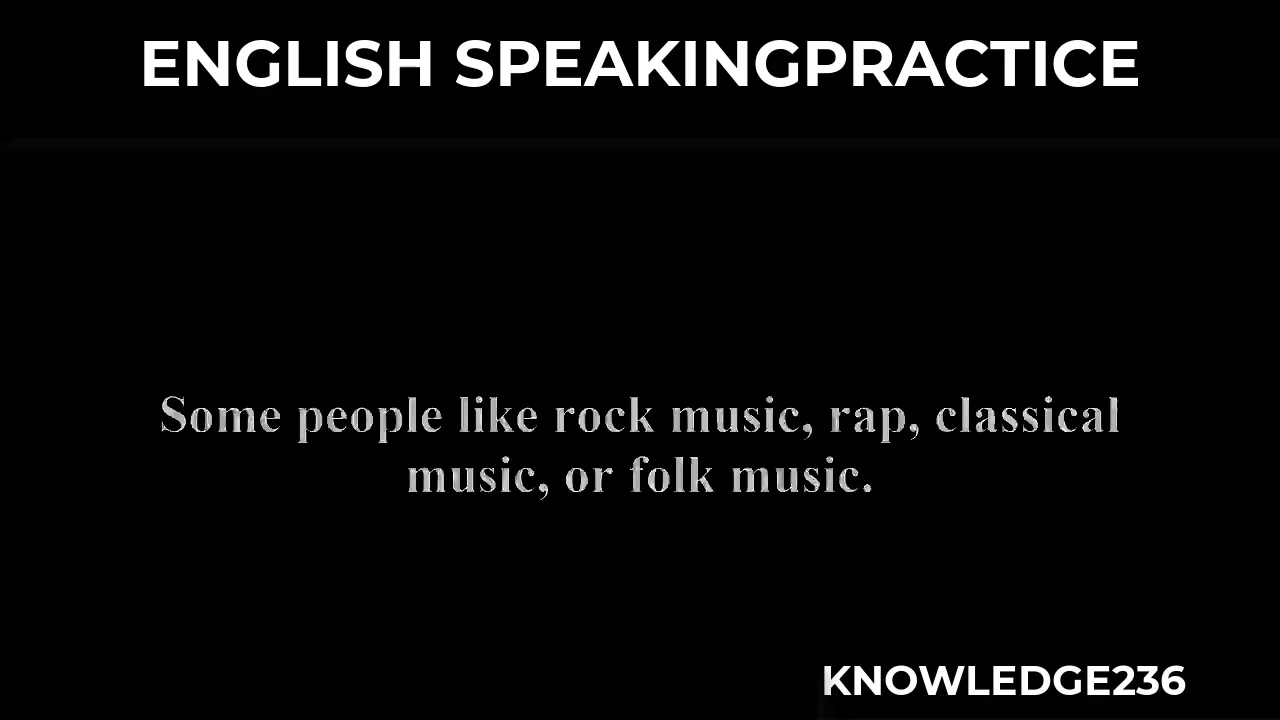 ENGLISH SPEAKINGPRACTICE
Some people like rock music, rap, classical
music, or folk music.
KNOWLEDGE236